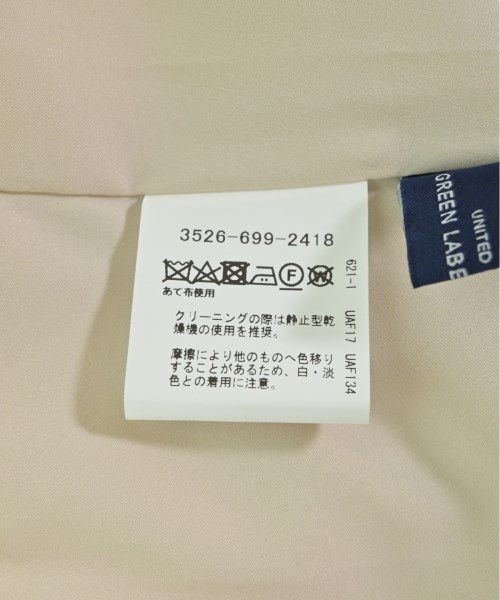 3526-699-2418
あて布使用
クリーニングの際は静止型乾
燥機の使用を推奨。
摩擦により他のものへ色移り
することがあるため、白・淡
色との着用に注意。
621-1 UAF17 UAF134
UNITED
GREEN LABE